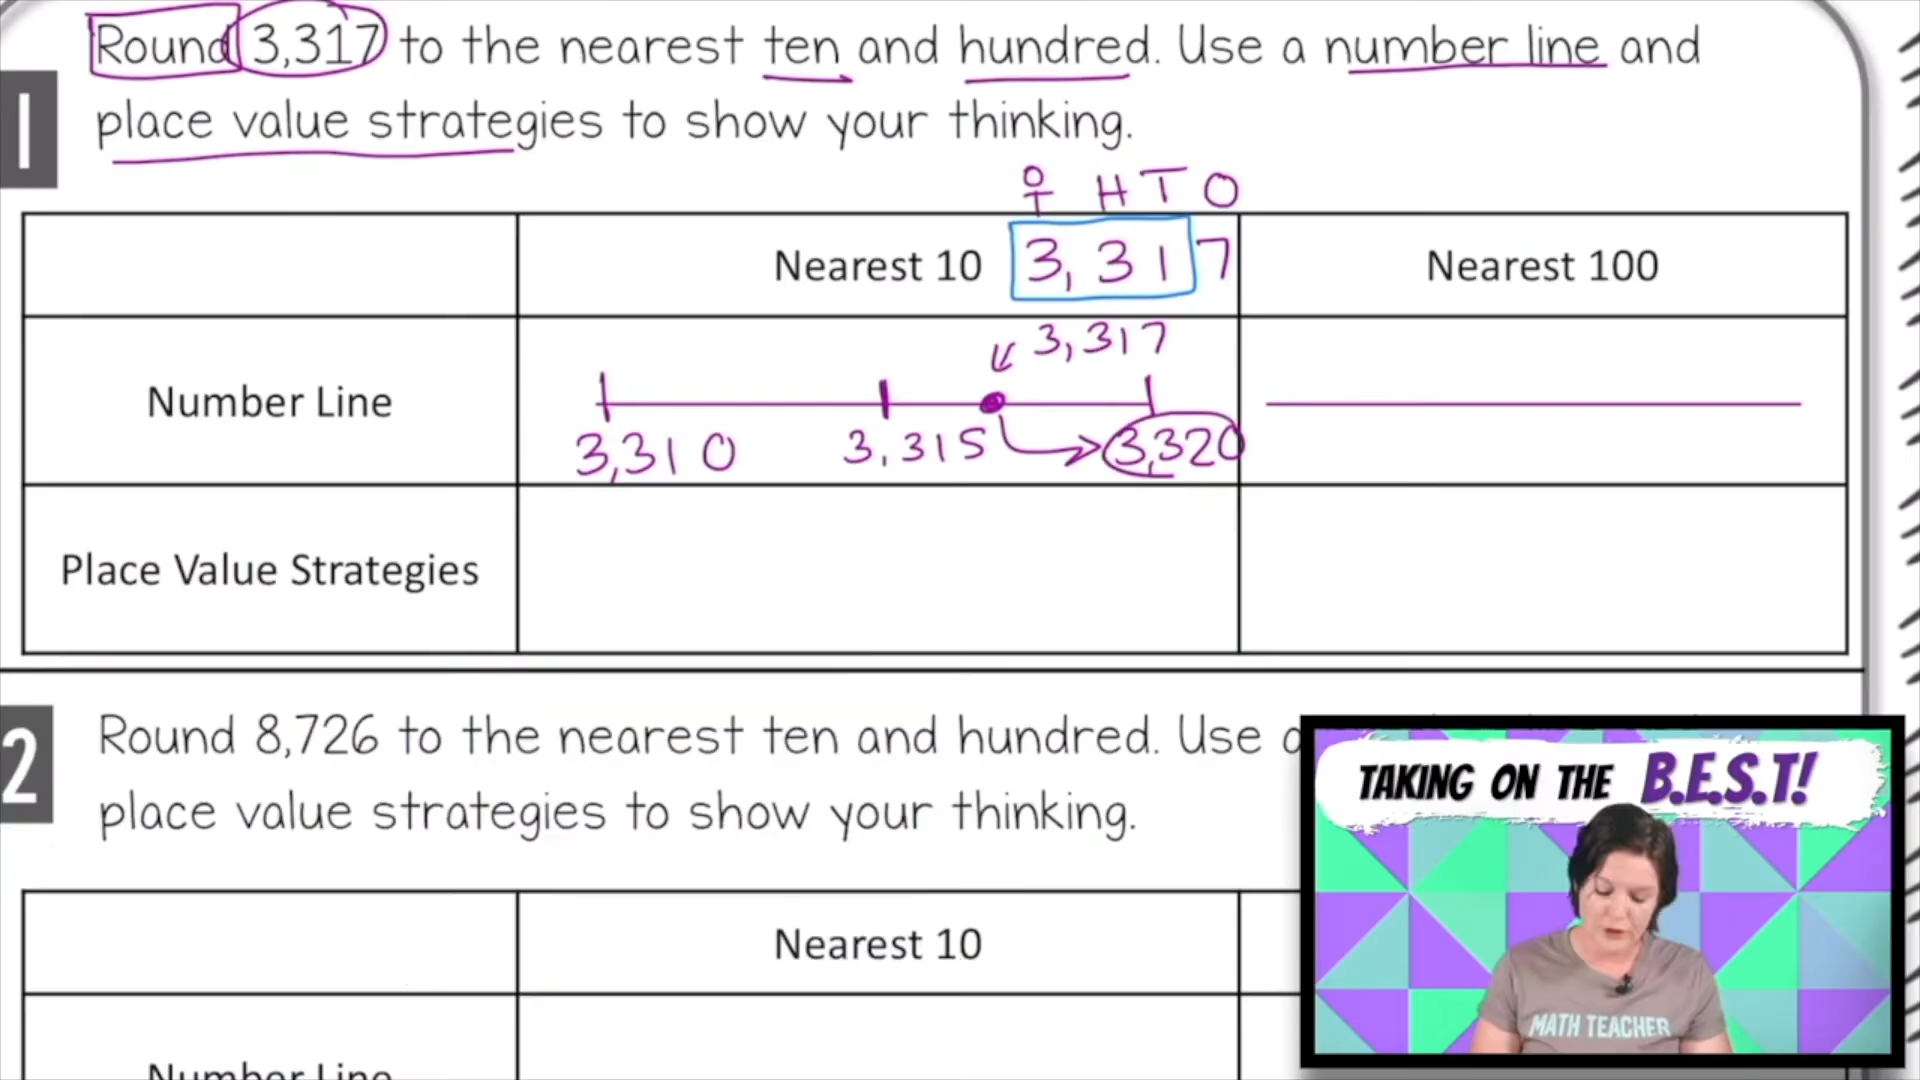 Round 3,317 to the nearest ten and hundred. Use a number line and
1
place value strategies to show your thinking.
T H T O
Nearest 10 3,317 Nearest 100
3,317
Number Line
3,310 3,315 3,320
Place Value Strategies
2
Round 8,726 to the nearest ten and hundred. Use a
place value strategies to show your thinking.
TAKING ON THE B.E.S.T!
Nearest 10
MATH TEACHER
Number Line